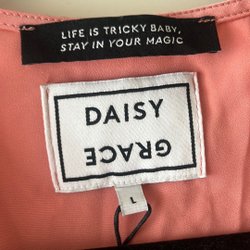 LIFE IS TRICKY BABY,
STAY IN YOUR MAGIC
DAISY
GRACE
L